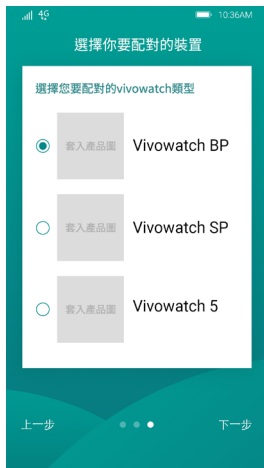 4G
10:36AM
選擇你要配對的裝置
選擇您要配對的vivowatch類型
套入產品圖
Vivowatch BP
套入產品圖
Vivowatch SP
套入產品圖
Vivowatch 5
上一步
下一步